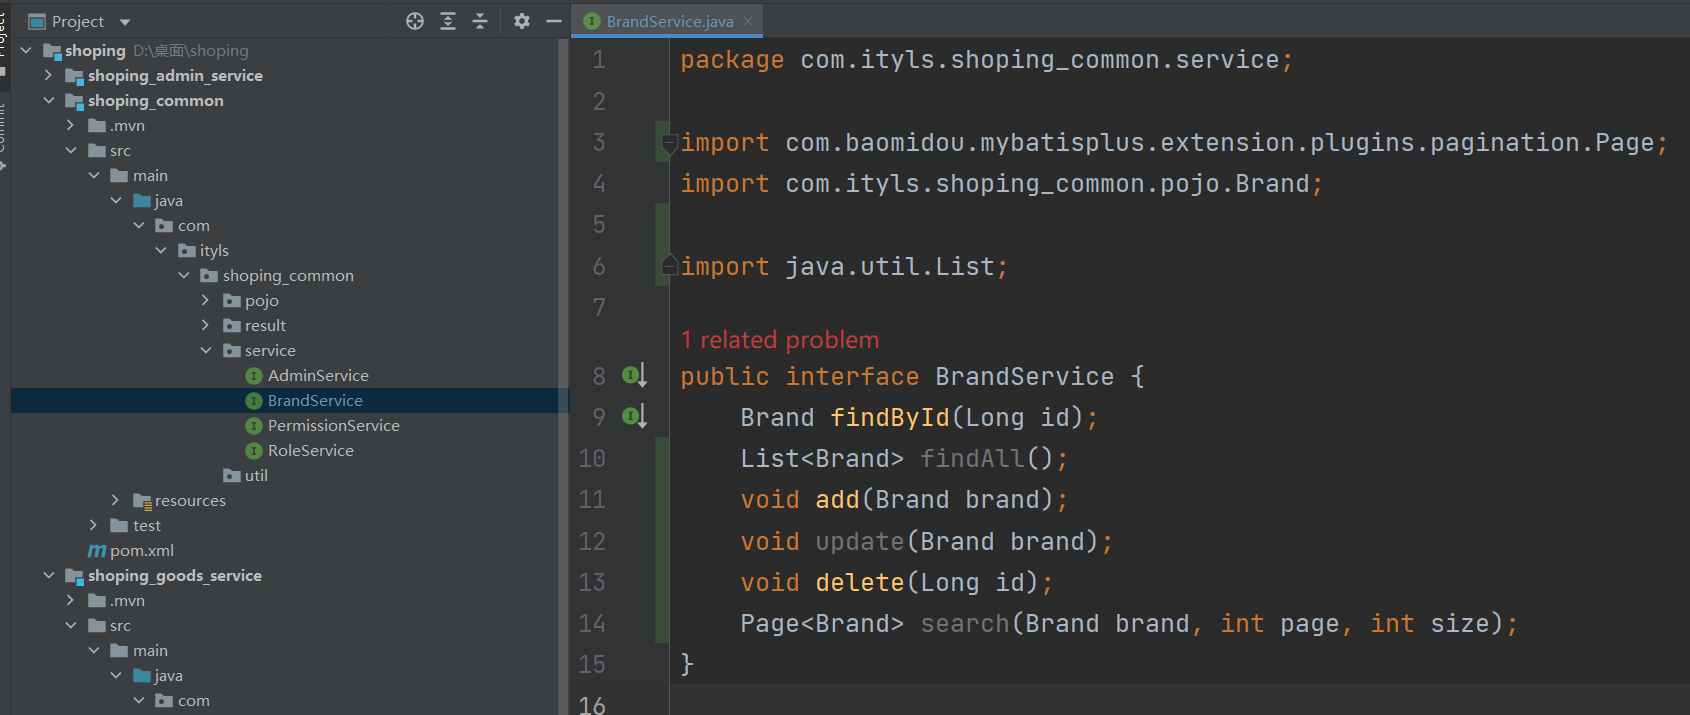 Project
shoping D:\桌面\shoping
shoping_admin_service
shoping_common
.mvn
src
main
java
com
ityls
shoping_common
pojo
result
service
AdminService
BrandService
PermissionService
RoleService
util
resources
test
pom.xml
shoping_goods_service
.mvn
src
main
java
com
BrandService.java
1 package com.ityls.shoping_common.service;
2
3 import com.baomidou.mybatisplus.extension.plugins.pagination.Page;
4 import com.ityls.shoping_common.pojo.Brand;
5
6 import java.util.List;
7
1 related problem
8 public interface BrandService {
9 Brand findById(Long id);
10 List<Brand> findAll();
11 void add(Brand brand);
12 void update(Brand brand);
13 void delete(Long id);
14 Page<Brand> search(Brand brand, int page, int size);
15 }
16